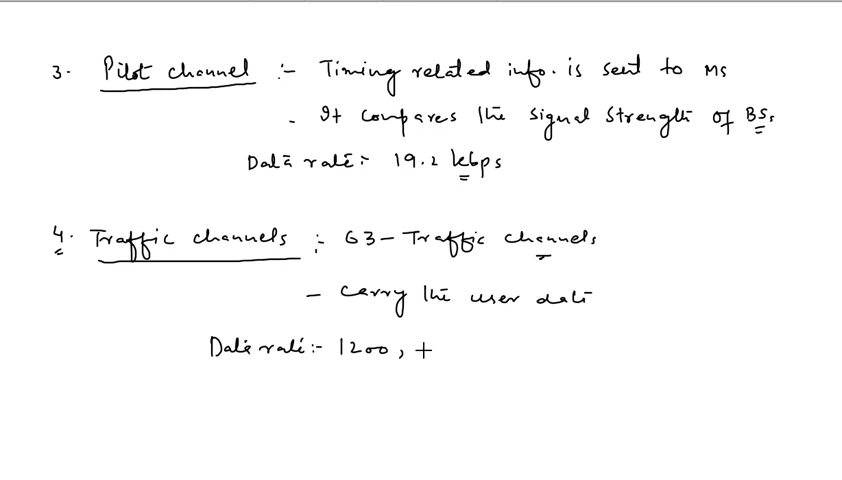 3. Pilot channel :- Timing related info. is sent to MS
- It compares the signal strength of BSs
Data rate :- 19.2 kbps
4. Traffic channels :- 63 - Traffic channels
- Carry the user data
Data rate :- 1200, +